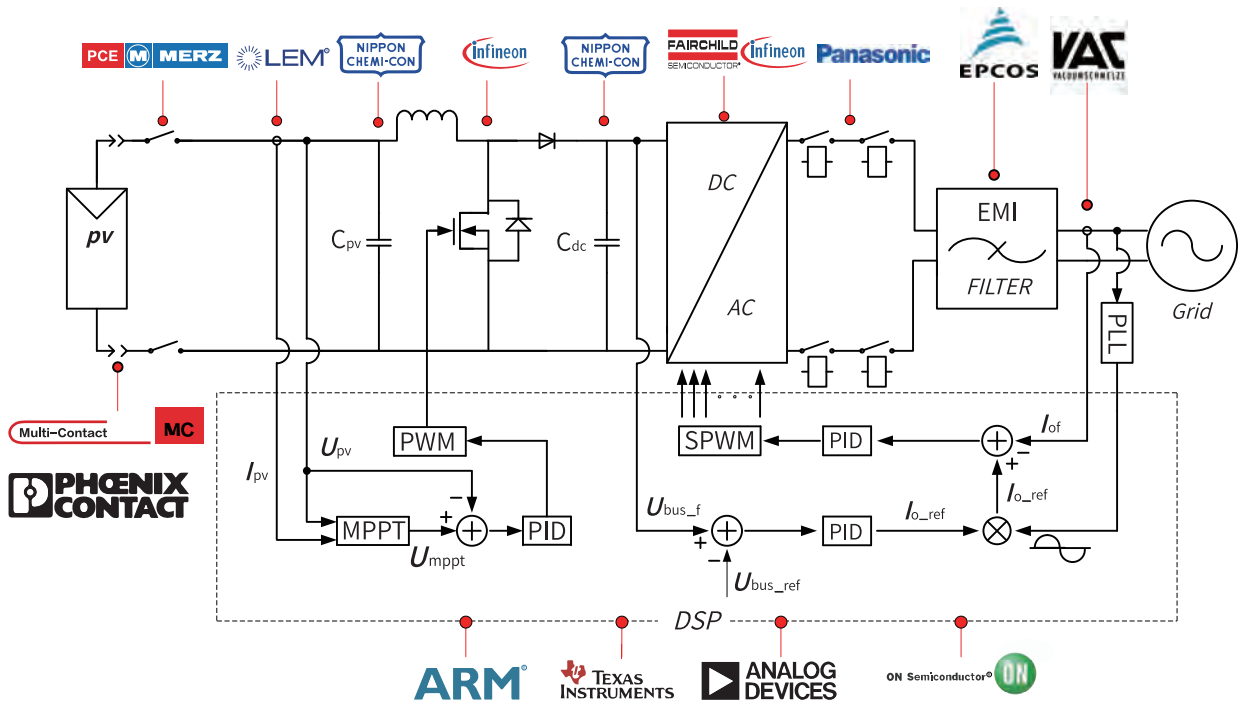 PCE M MERZ
LEM®
NIPPON
CHEMI-CON
infineon
NIPPON
CHEMI-CON
FAIRCHILD
SEMICONDUCTOR®
infineon
Panasonic
EPCOS
VAC
VACUUMSCHMELZE
pv
Cpv
Cdc
DC
AC
EMI
FILTER
Grid
PLL
Multi-Contact MC
PHŒNIX
CONTACT
Upv
Ipv
PWM
MPPT
+
−
Umppt
PID
SPWM
PID
Iof
+
−
Io_ref
Ubus_f
+
−
PID
Io_ref
Ubus_ref
DSP
ARM®
TEXAS
INSTRUMENTS
ANALOG
DEVICES
ON Semiconductor® ON